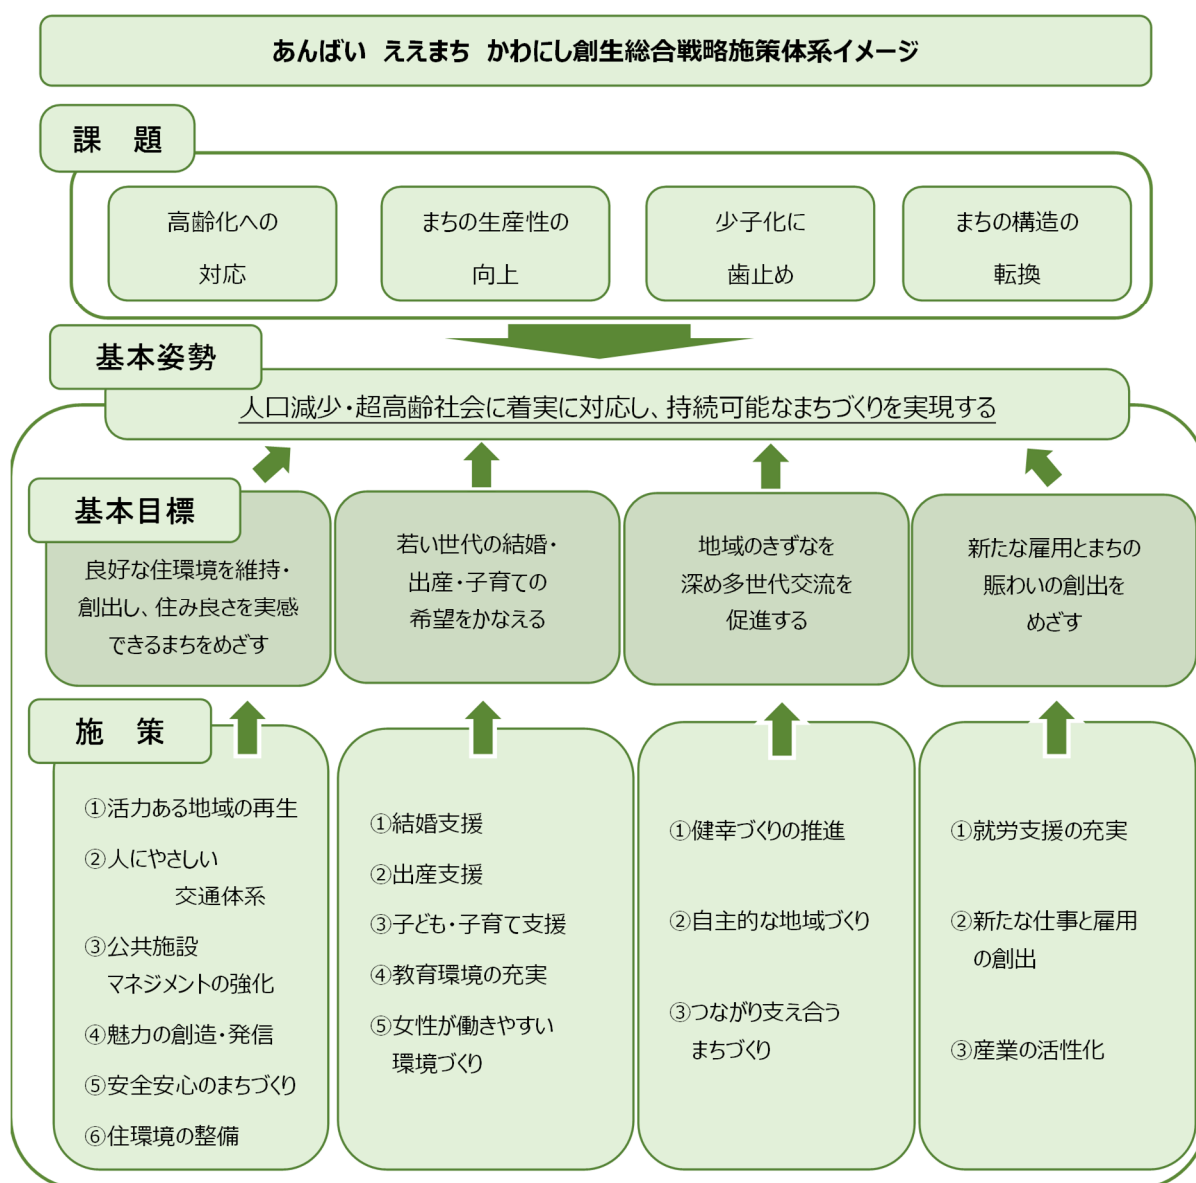 あんばい ええまち かわにし創生総合戦略施策体系イメージ
課 題
高齢化への
対応
まちの生産性の
向上
少子化に
歯止め
まちの構造の
転換
基本姿勢
人口減少・超高齢社会に着実に対応し、持続可能なまちづくりを実現する
基本目標
良好な住環境を維持・
創出し、住み良さを実感
できるまちをめざす
若い世代の結婚・
出産・子育ての
希望をかなえる
地域のきずなを
深め多世代交流を
促進する
新たな雇用とまちの
賑わいの創出を
めざす
施 策
①活力ある地域の再生
②人にやさしい
交通体系
③公共施設
マネジメントの強化
④魅力の創造・発信
⑤安全安心のまちづくり
⑥住環境の整備
①結婚支援
②出産支援
③子ども・子育て支援
④教育環境の充実
⑤女性が働きやすい
環境づくり
①健幸づくりの推進
②自主的な地域づくり
③つながり支え合う
まちづくり
①就労支援の充実
②新たな仕事と雇用
の創出
③産業の活性化